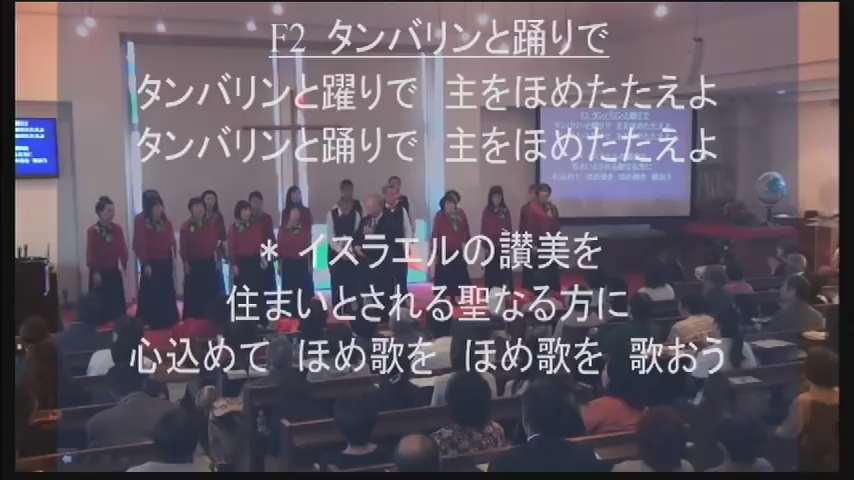 F2 タンバリンと踊りで
タンバリンと躍りで 主をほめたたえよ
タンバリンと踊りで 主をほめたたえよ
* イスラエルの讃美を
住まいとされる聖なる方に
心込めて ほめ歌を ほめ歌を 歌おう